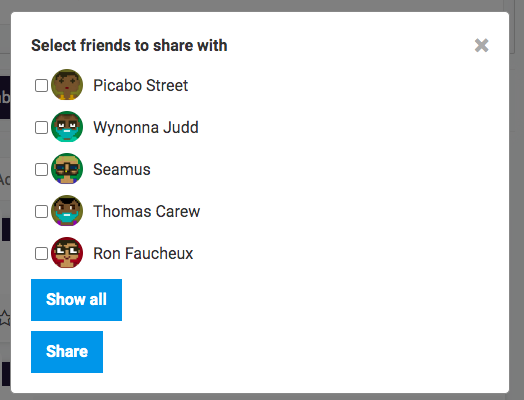 Select friends to share with
Picabo Street
Wynonna Judd
Seamus
Thomas Carew
Ron Faucheux
Show all
Share